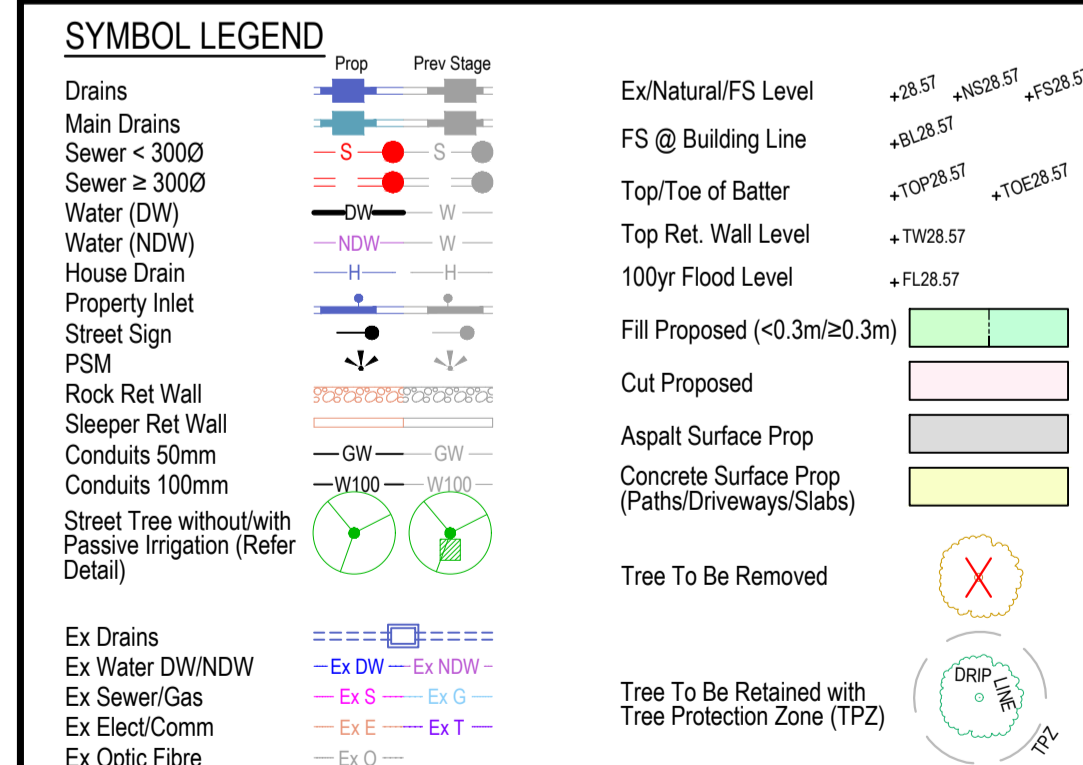 SYMBOL LEGEND
Prop Prev Stage
Drains
Main Drains
Sewer < 300Ø S S
Sewer ≥ 300Ø
Water (DW) DW W
Water (NDW) NDW W
House Drain H H
Property Inlet
Street Sign
PSM
Rock Ret Wall
Sleeper Ret Wall
Conduits 50mm GW GW
Conduits 100mm W100 W100
Street Tree without/with
Passive Irrigation (Refer
Detail)
Ex Drains
Ex Water DW/NDW Ex DW Ex NDW
Ex Sewer/Gas Ex S Ex G
Ex Elect/Comm Ex E Ex T
Ex Optic Fibre Ex O
Ex/Natural/FS Level +28.57 +NS28.57 +FS28.57
FS @ Building Line +BL28.57
Top/Toe of Batter +TOP28.57 +TOE28.57
Top Ret. Wall Level +TW28.57
100yr Flood Level +FL28.57
Fill Proposed (<0.3m/≥0.3m)
Cut Proposed
Aspalt Surface Prop
Concrete Surface Prop
(Paths/Driveways/Slabs)
Tree To Be Removed
Tree To Be Retained with
Tree Protection Zone (TPZ)
DRIP LINE
TPZ